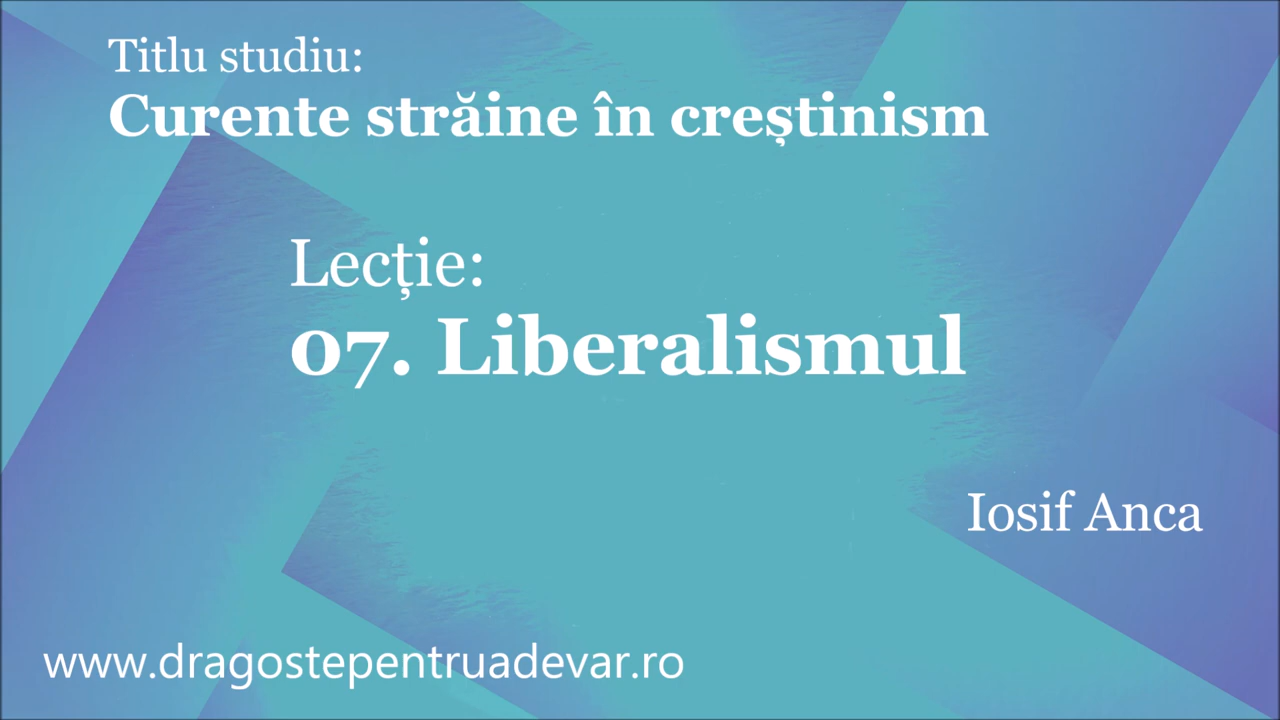 Titlu studiu:
Curente străine în creștinism
Lecție:
07. Liberalismul
Iosif Anca
www.dragostepentruadevar.ro